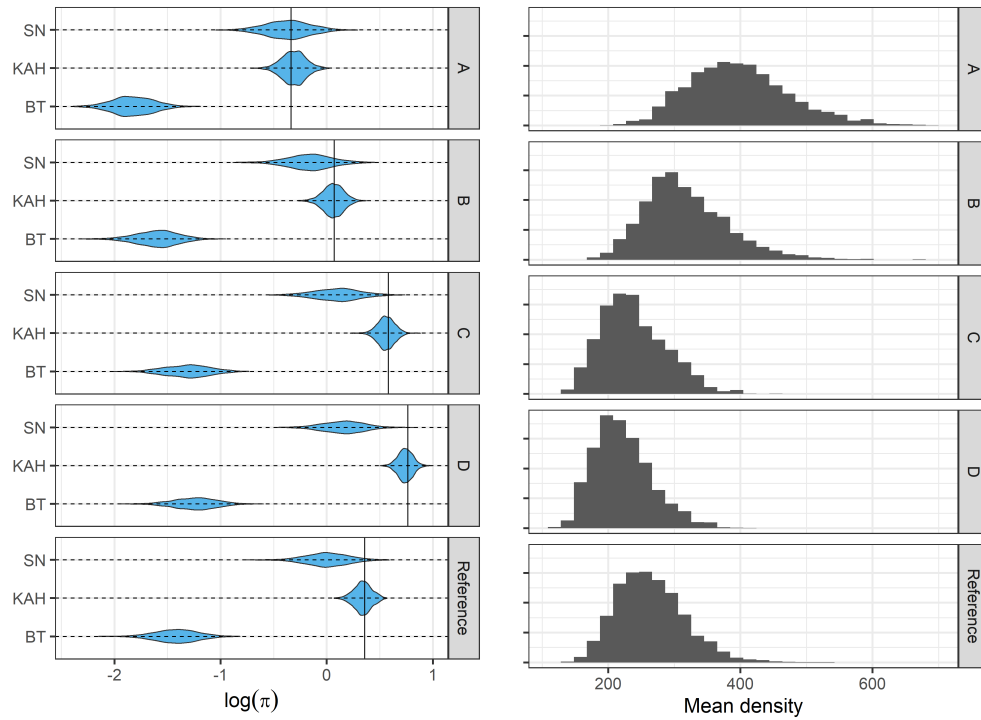 SN
KAH
BT
A
SN
KAH
BT
B
SN
KAH
BT
C
SN
KAH
BT
D
SN
KAH
BT
Reference
-2 -1 0 1
log(π)
A
B
C
D
Reference
200 400 600
Mean density